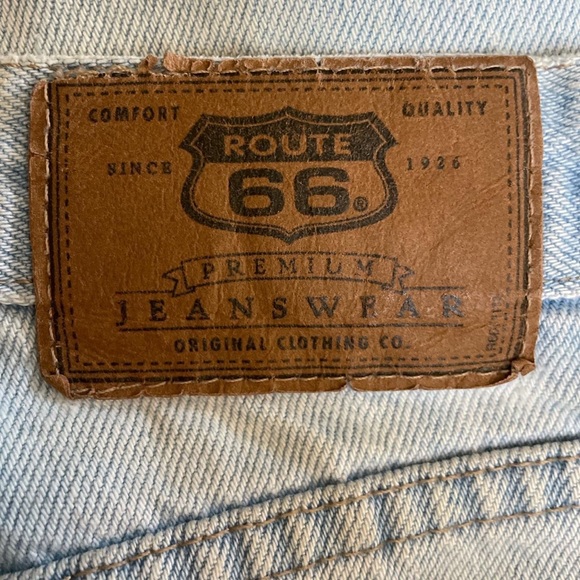 COMFORT QUALITY
ROUTE
SINCE 66® 1926
PREMIUM
JEANSWEAR
ORIGINAL CLOTHING CO.